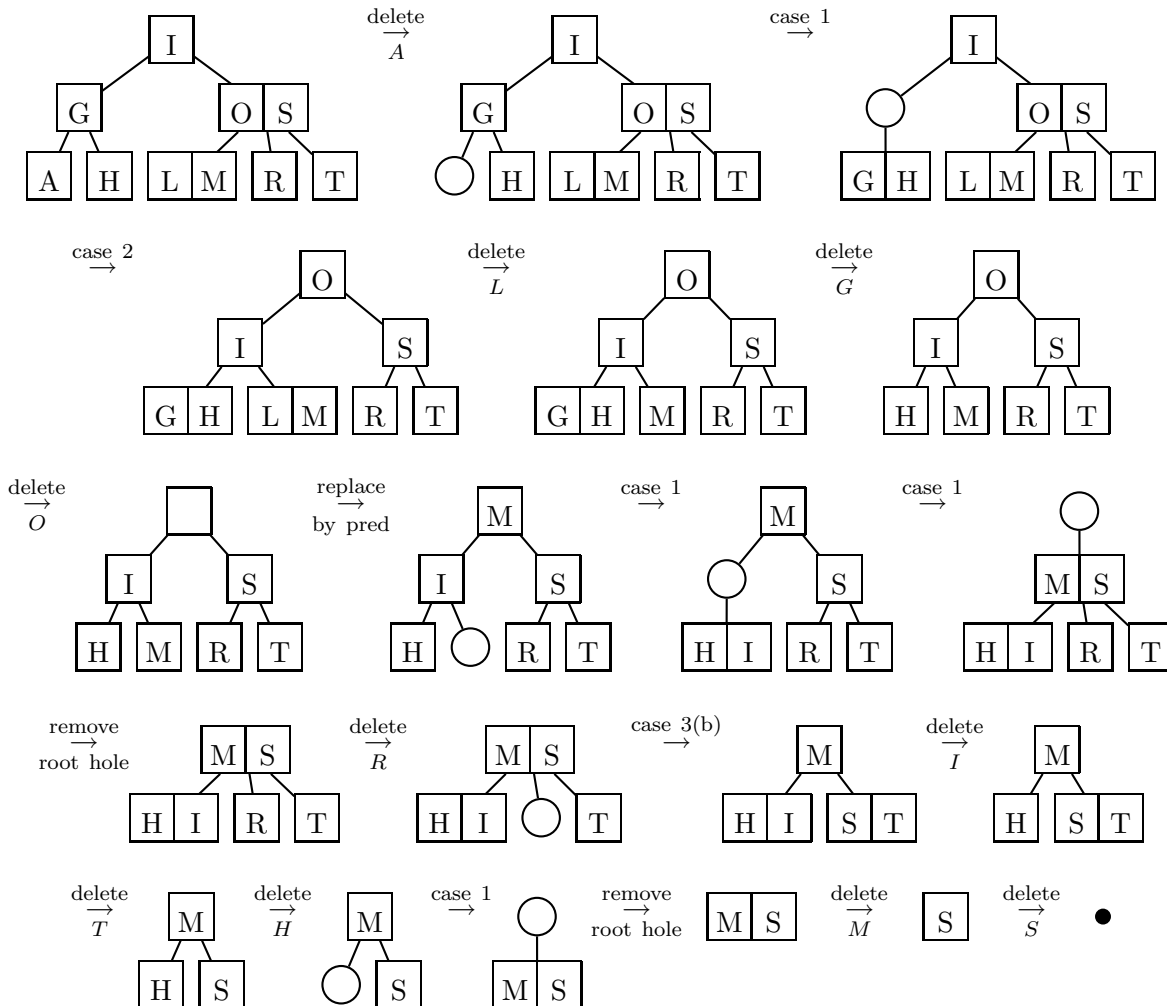 I delete A I case 1 I
G O S G O S O S
A H L M R T H L M R T G H L M R T
case 2 O delete L O delete G O
I S I S I S
G H L M R T G H M R T H M R T
delete O replace by pred M case 1 M case 1
I S I S S M S
H M R T H R T H I R T H I R T
remove root hole M S delete R M S case 3(b) M delete I M
H I R T H I T H I S T H S T
delete T M delete H M case 1 remove root hole M S delete M S delete S
H S S M S